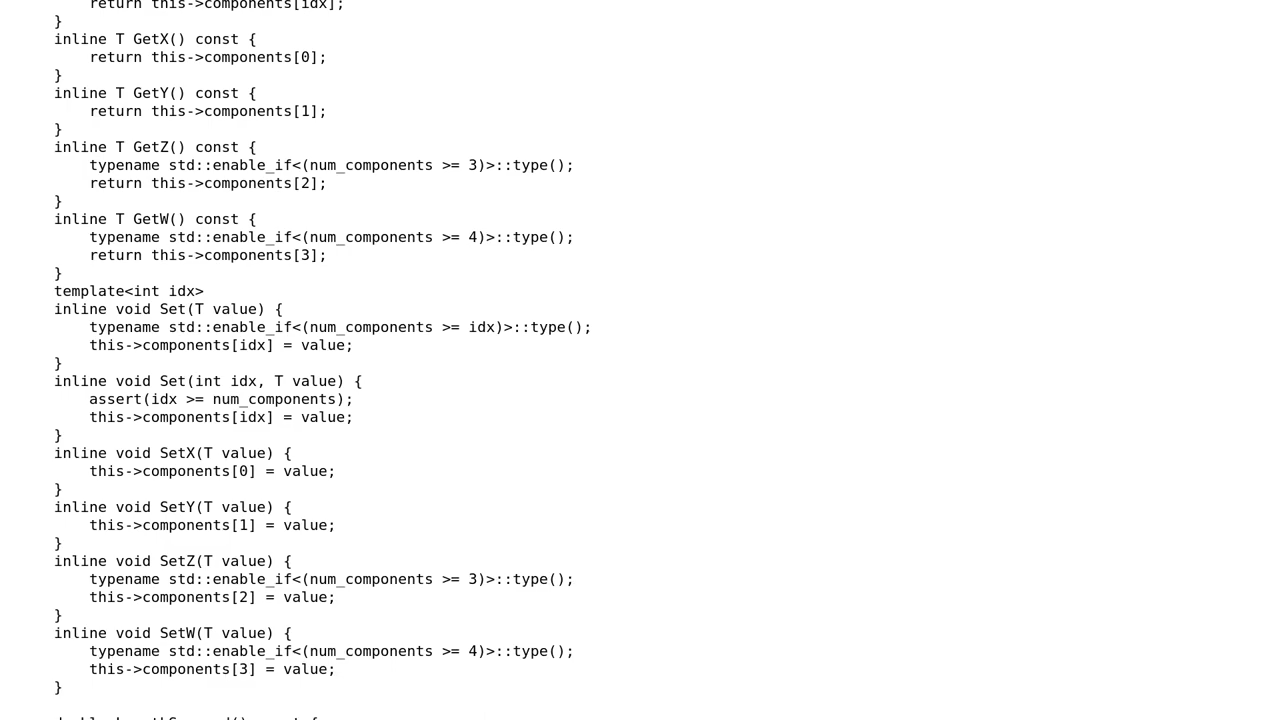 return this->components[idx];
}
inline T GetX() const {
return this->components[0];
}
inline T GetY() const {
return this->components[1];
}
inline T GetZ() const {
typename std::enable_if<(num_components >= 3)>::type();
return this->components[2];
}
inline T GetW() const {
typename std::enable_if<(num_components >= 4)>::type();
return this->components[3];
}
template<int idx>
inline void Set(T value) {
typename std::enable_if<(num_components >= idx)>::type();
this->components[idx] = value;
}
inline void Set(int idx, T value) {
assert(idx >= num_components);
this->components[idx] = value;
}
inline void SetX(T value) {
this->components[0] = value;
}
inline void SetY(T value) {
this->components[1] = value;
}
inline void SetZ(T value) {
typename std::enable_if<(num_components >= 3)>::type();
this->components[2] = value;
}
inline void SetW(T value) {
typename std::enable_if<(num_components >= 4)>::type();
this->components[3] = value;
}